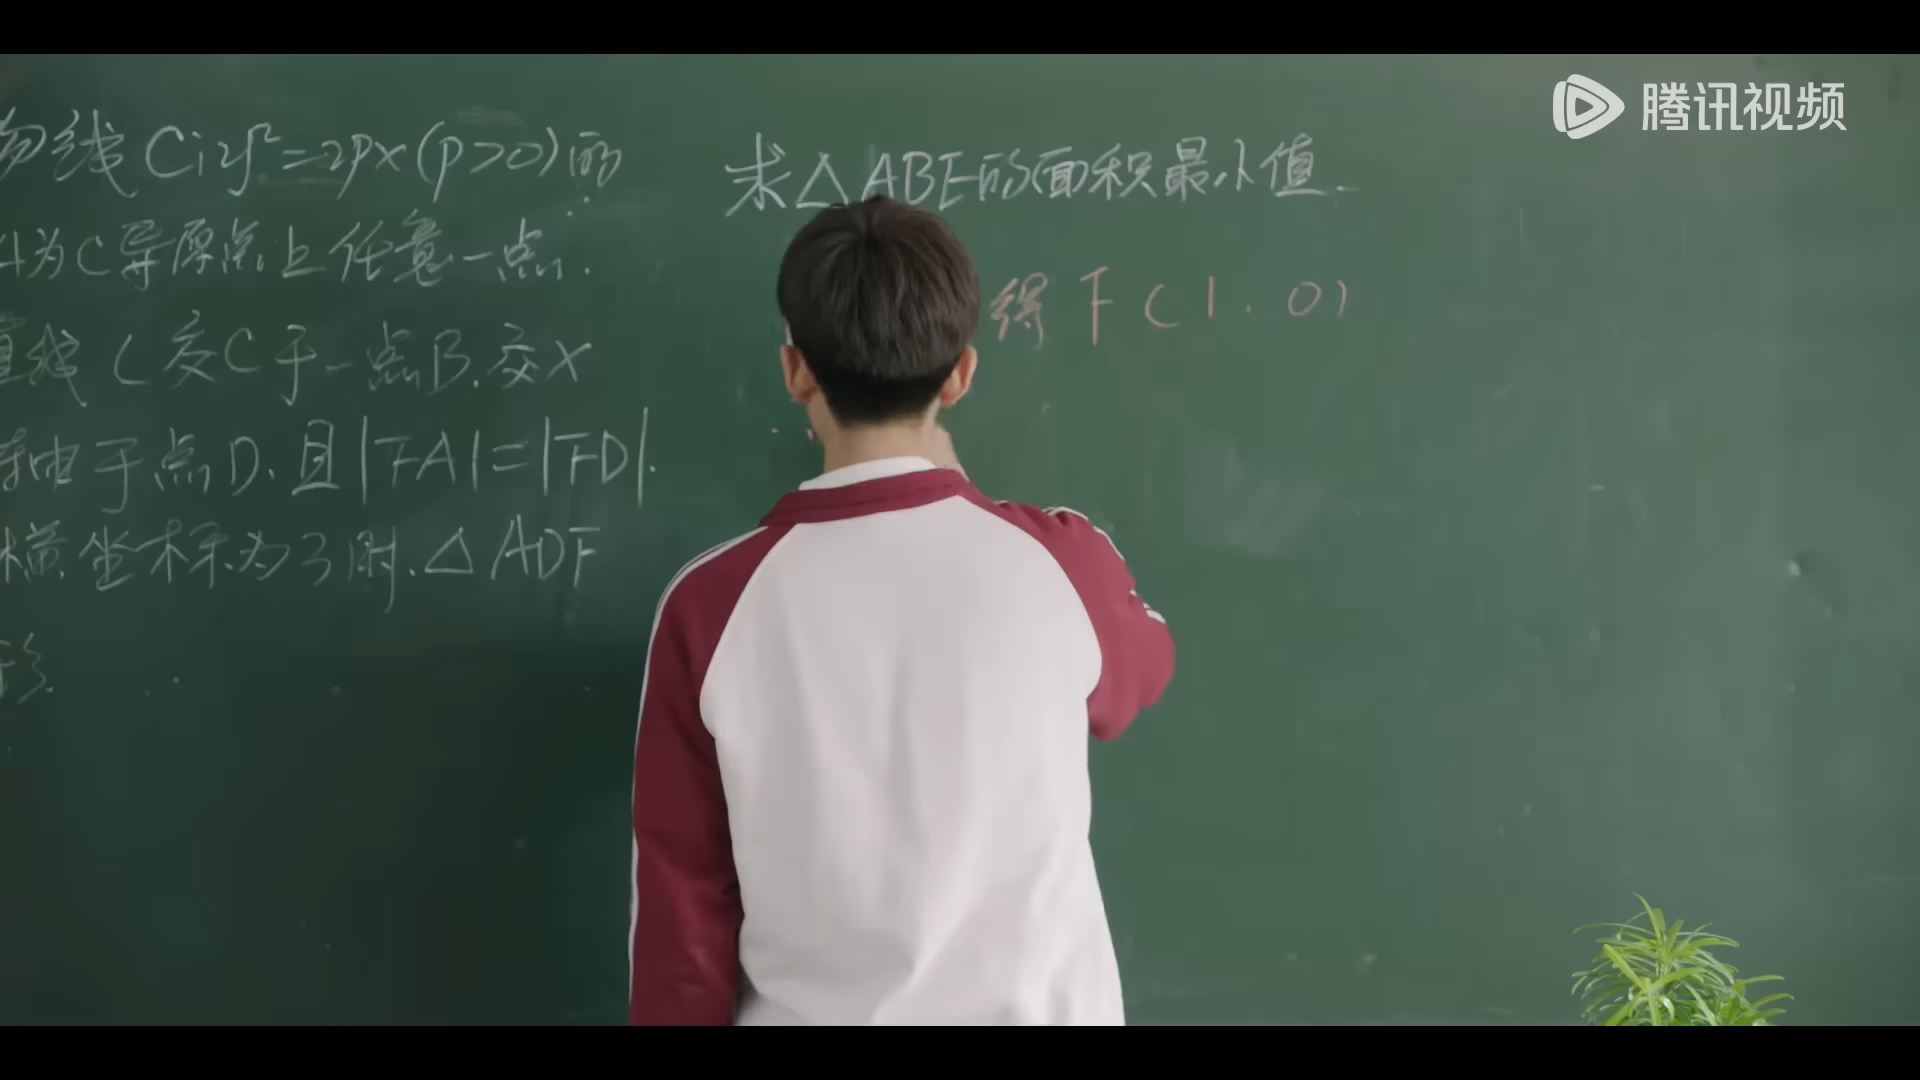 腾讯视频
物线C:y²=2px(p>0)的
A为C异原点上任意一点.
直线l交C于一点B.交X
轴由于点D.且|FA|=|FD|.
横坐标为3时.△ADF
形.
求△ABE的面积最小值.
得F(1.0)